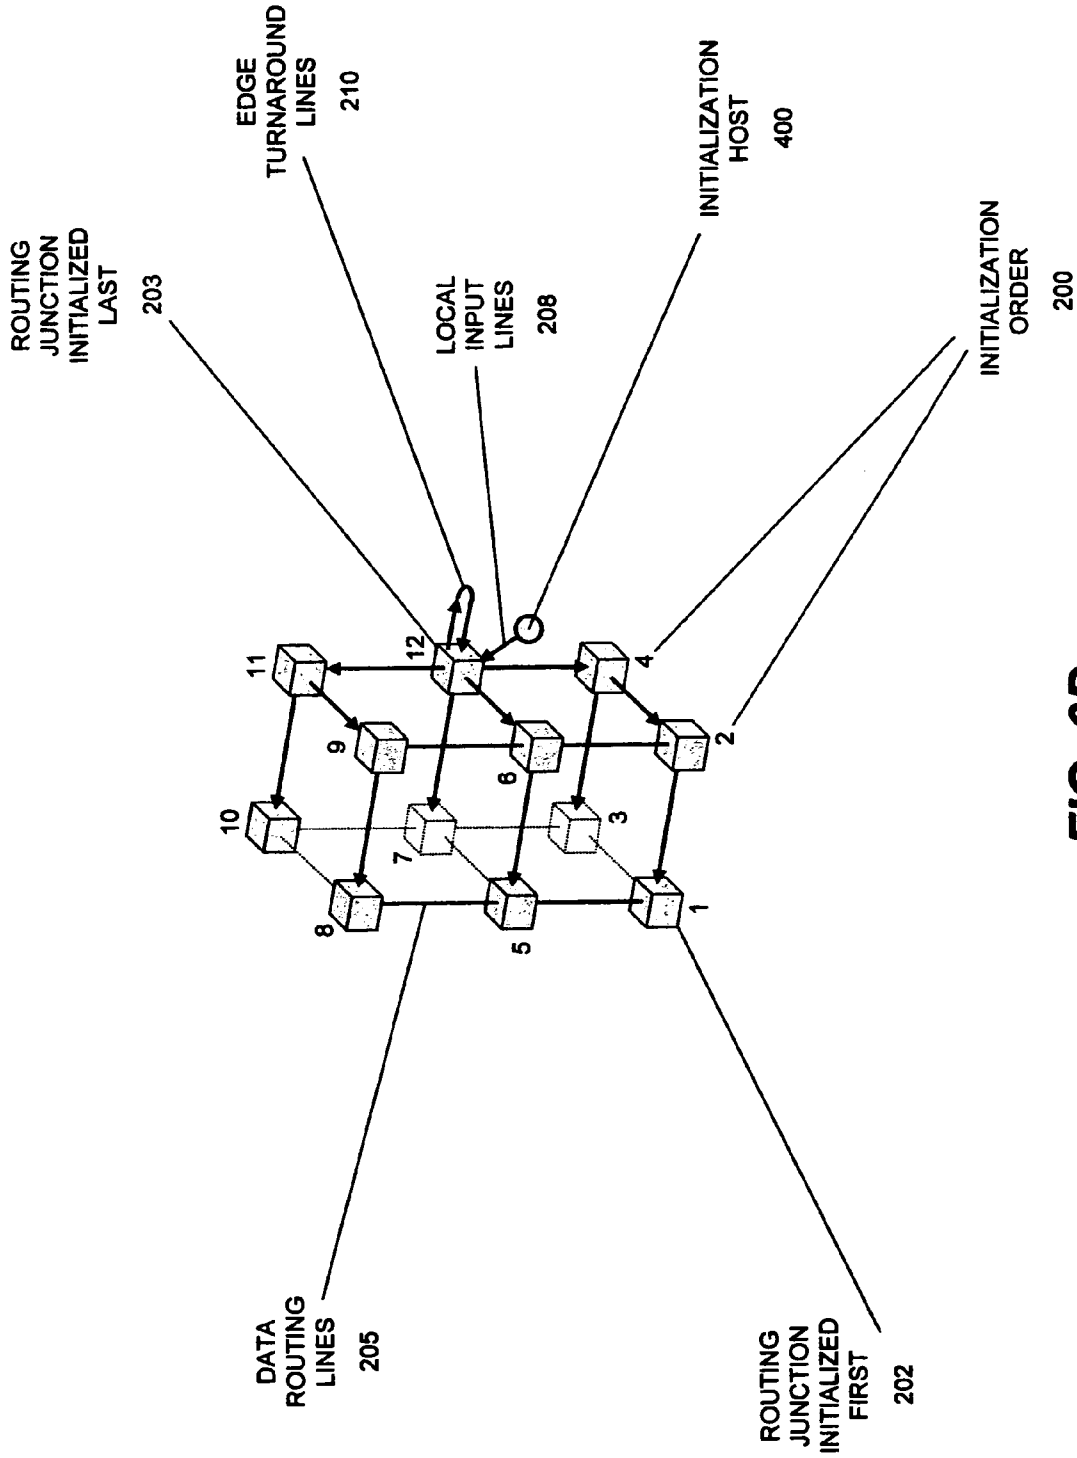 ROUTING
JUNCTION
INITIALIZED
LAST
203
EDGE
TURNAROUND
LINES
210
DATA
ROUTING
LINES
205
10
11
8
9
7
12
LOCAL
INPUT
LINES
208
6
5
3
4
1
2
INITIALIZATION
HOST
400
ROUTING
JUNCTION
INITIALIZED
FIRST
202
INITIALIZATION
ORDER
200